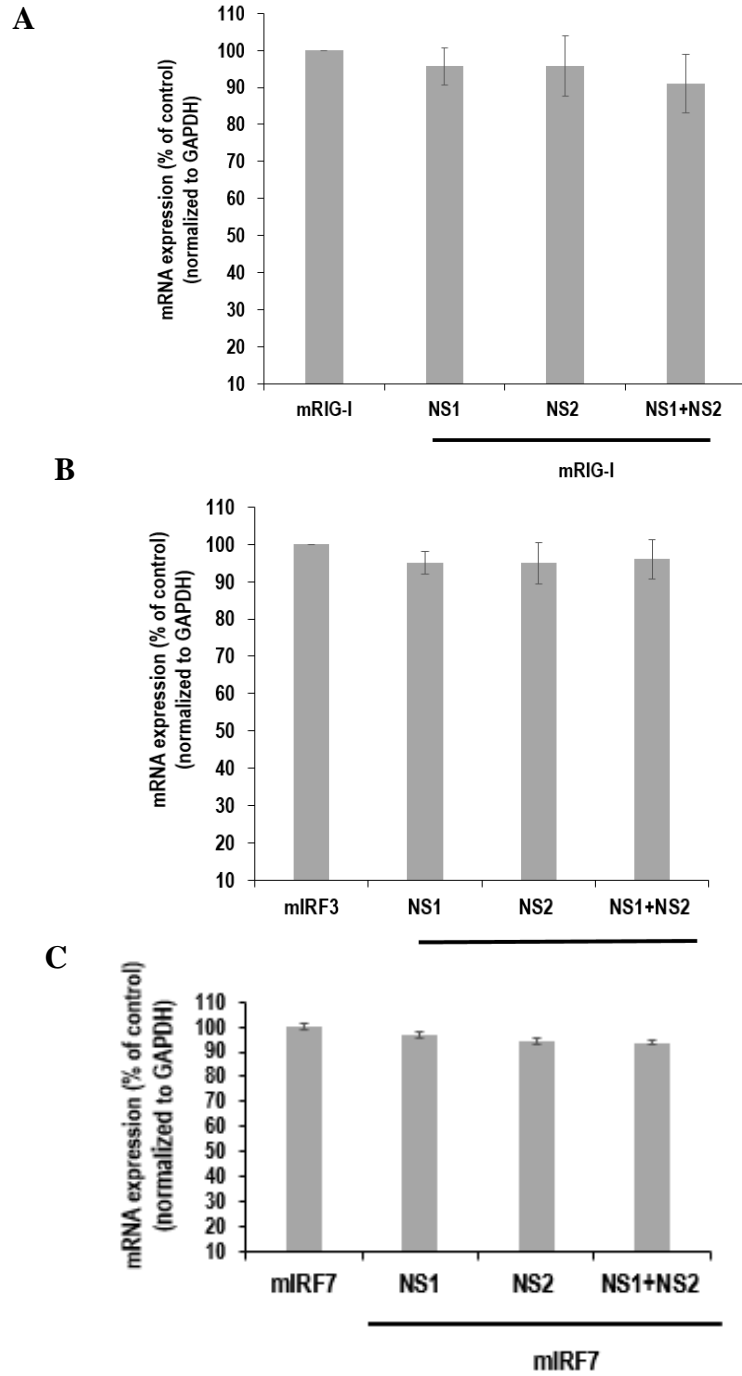 A
mRNA expression (% of control)
(normalized to GAPDH)
110
100
90
80
70
60
50
40
30
20
10
mRIG-I NS1 NS2 NS1+NS2
mRIG-I
B
mRNA expression (% of control)
(normalized to GAPDH)
110
100
90
80
70
60
50
40
30
20
10
mIRF3 NS1 NS2 NS1+NS2
C
mRNA expression (% of control)
(normalized to GAPDH)
110
100
90
80
70
60
50
40
30
20
10
mIRF7 NS1 NS2 NS1+NS2
mIRF7